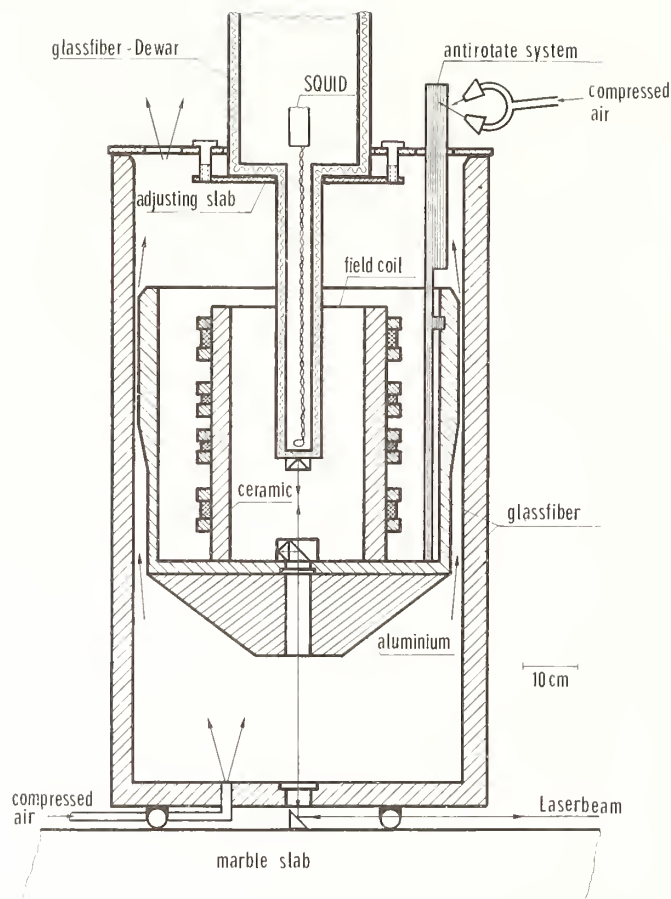 glassfiber - Dewar
antirotate system
SQUID
compressed
air
adjusting slab
field coil
ceramic
glassfiber
aluminium
10 cm
compressed
air
Laserbeam
marble slab